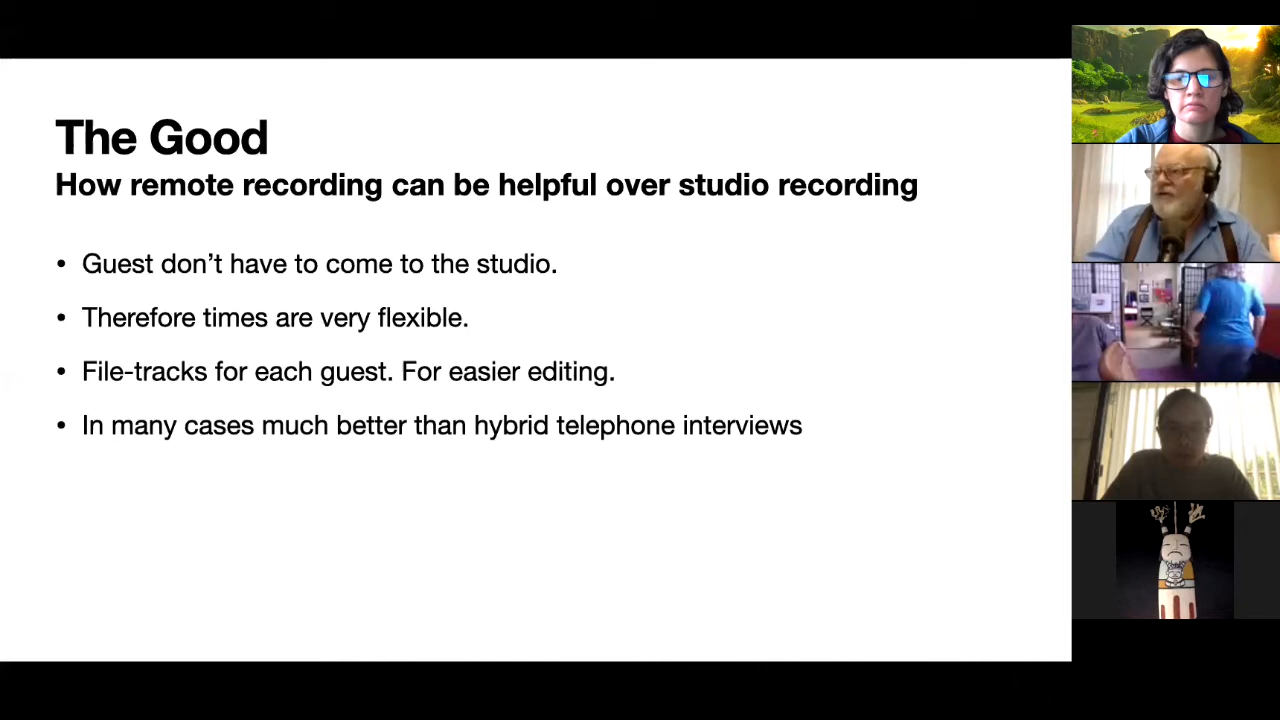 The Good
How remote recording can be helpful over studio recording
• Guest don’t have to come to the studio.
• Therefore times are very flexible.
• File-tracks for each guest. For easier editing.
• In many cases much better than hybrid telephone interviews